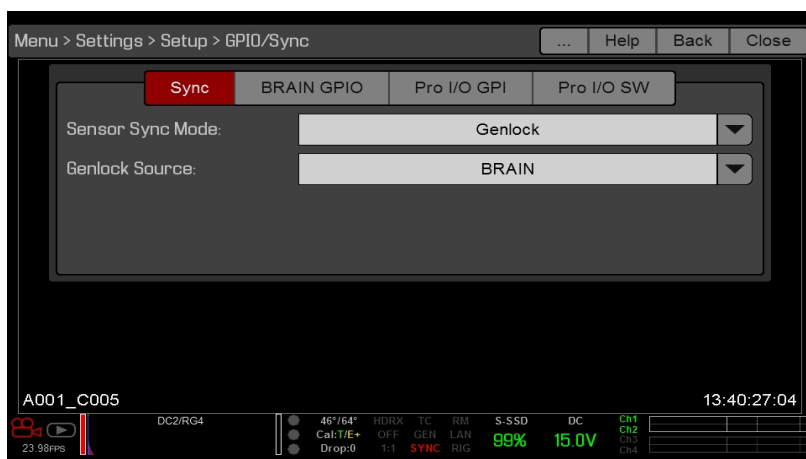 Menu > Settings > Setup > GPIO/Sync ... Help Back Close
Sync BRAIN GPIO Pro I/O GPI Pro I/O SW
Sensor Sync Mode: Genlock
Genlock Source: BRAIN
A001_C005 13:40:27:04
DC2/RG4 46°/64° HDRX TC RM S-SSD DC Ch1
Cal:T/E+ OFF GEN LAN 99% 15.0V Ch2
23.98FPS Drop:0 1:1 SYNC RIG Ch3
Ch4